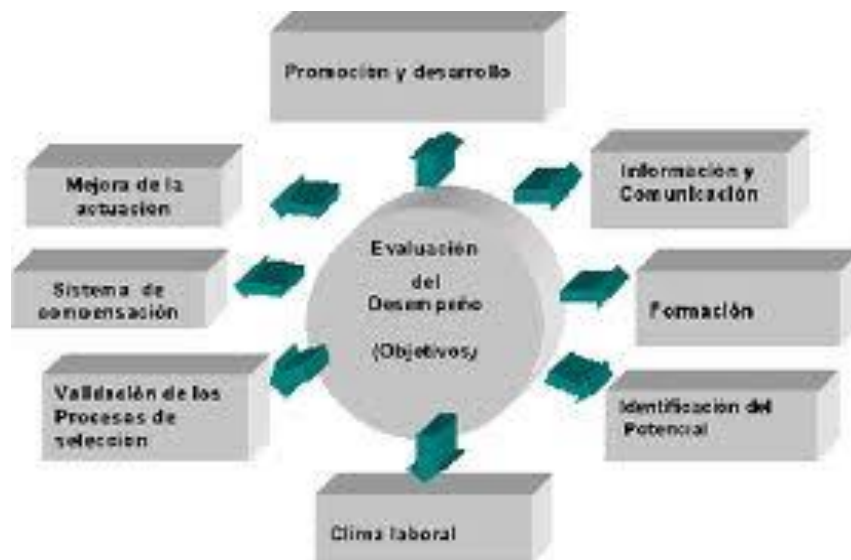 Promoción y desarrollo
Mejora de la
actuación
Información y
Comunicación
Evaluación
del
Desempeño
(Objetivos)
Sistema de
compensación
Formación
Validación de los
Procesas de
selección
Identificación del
Potencial
Clima laboral